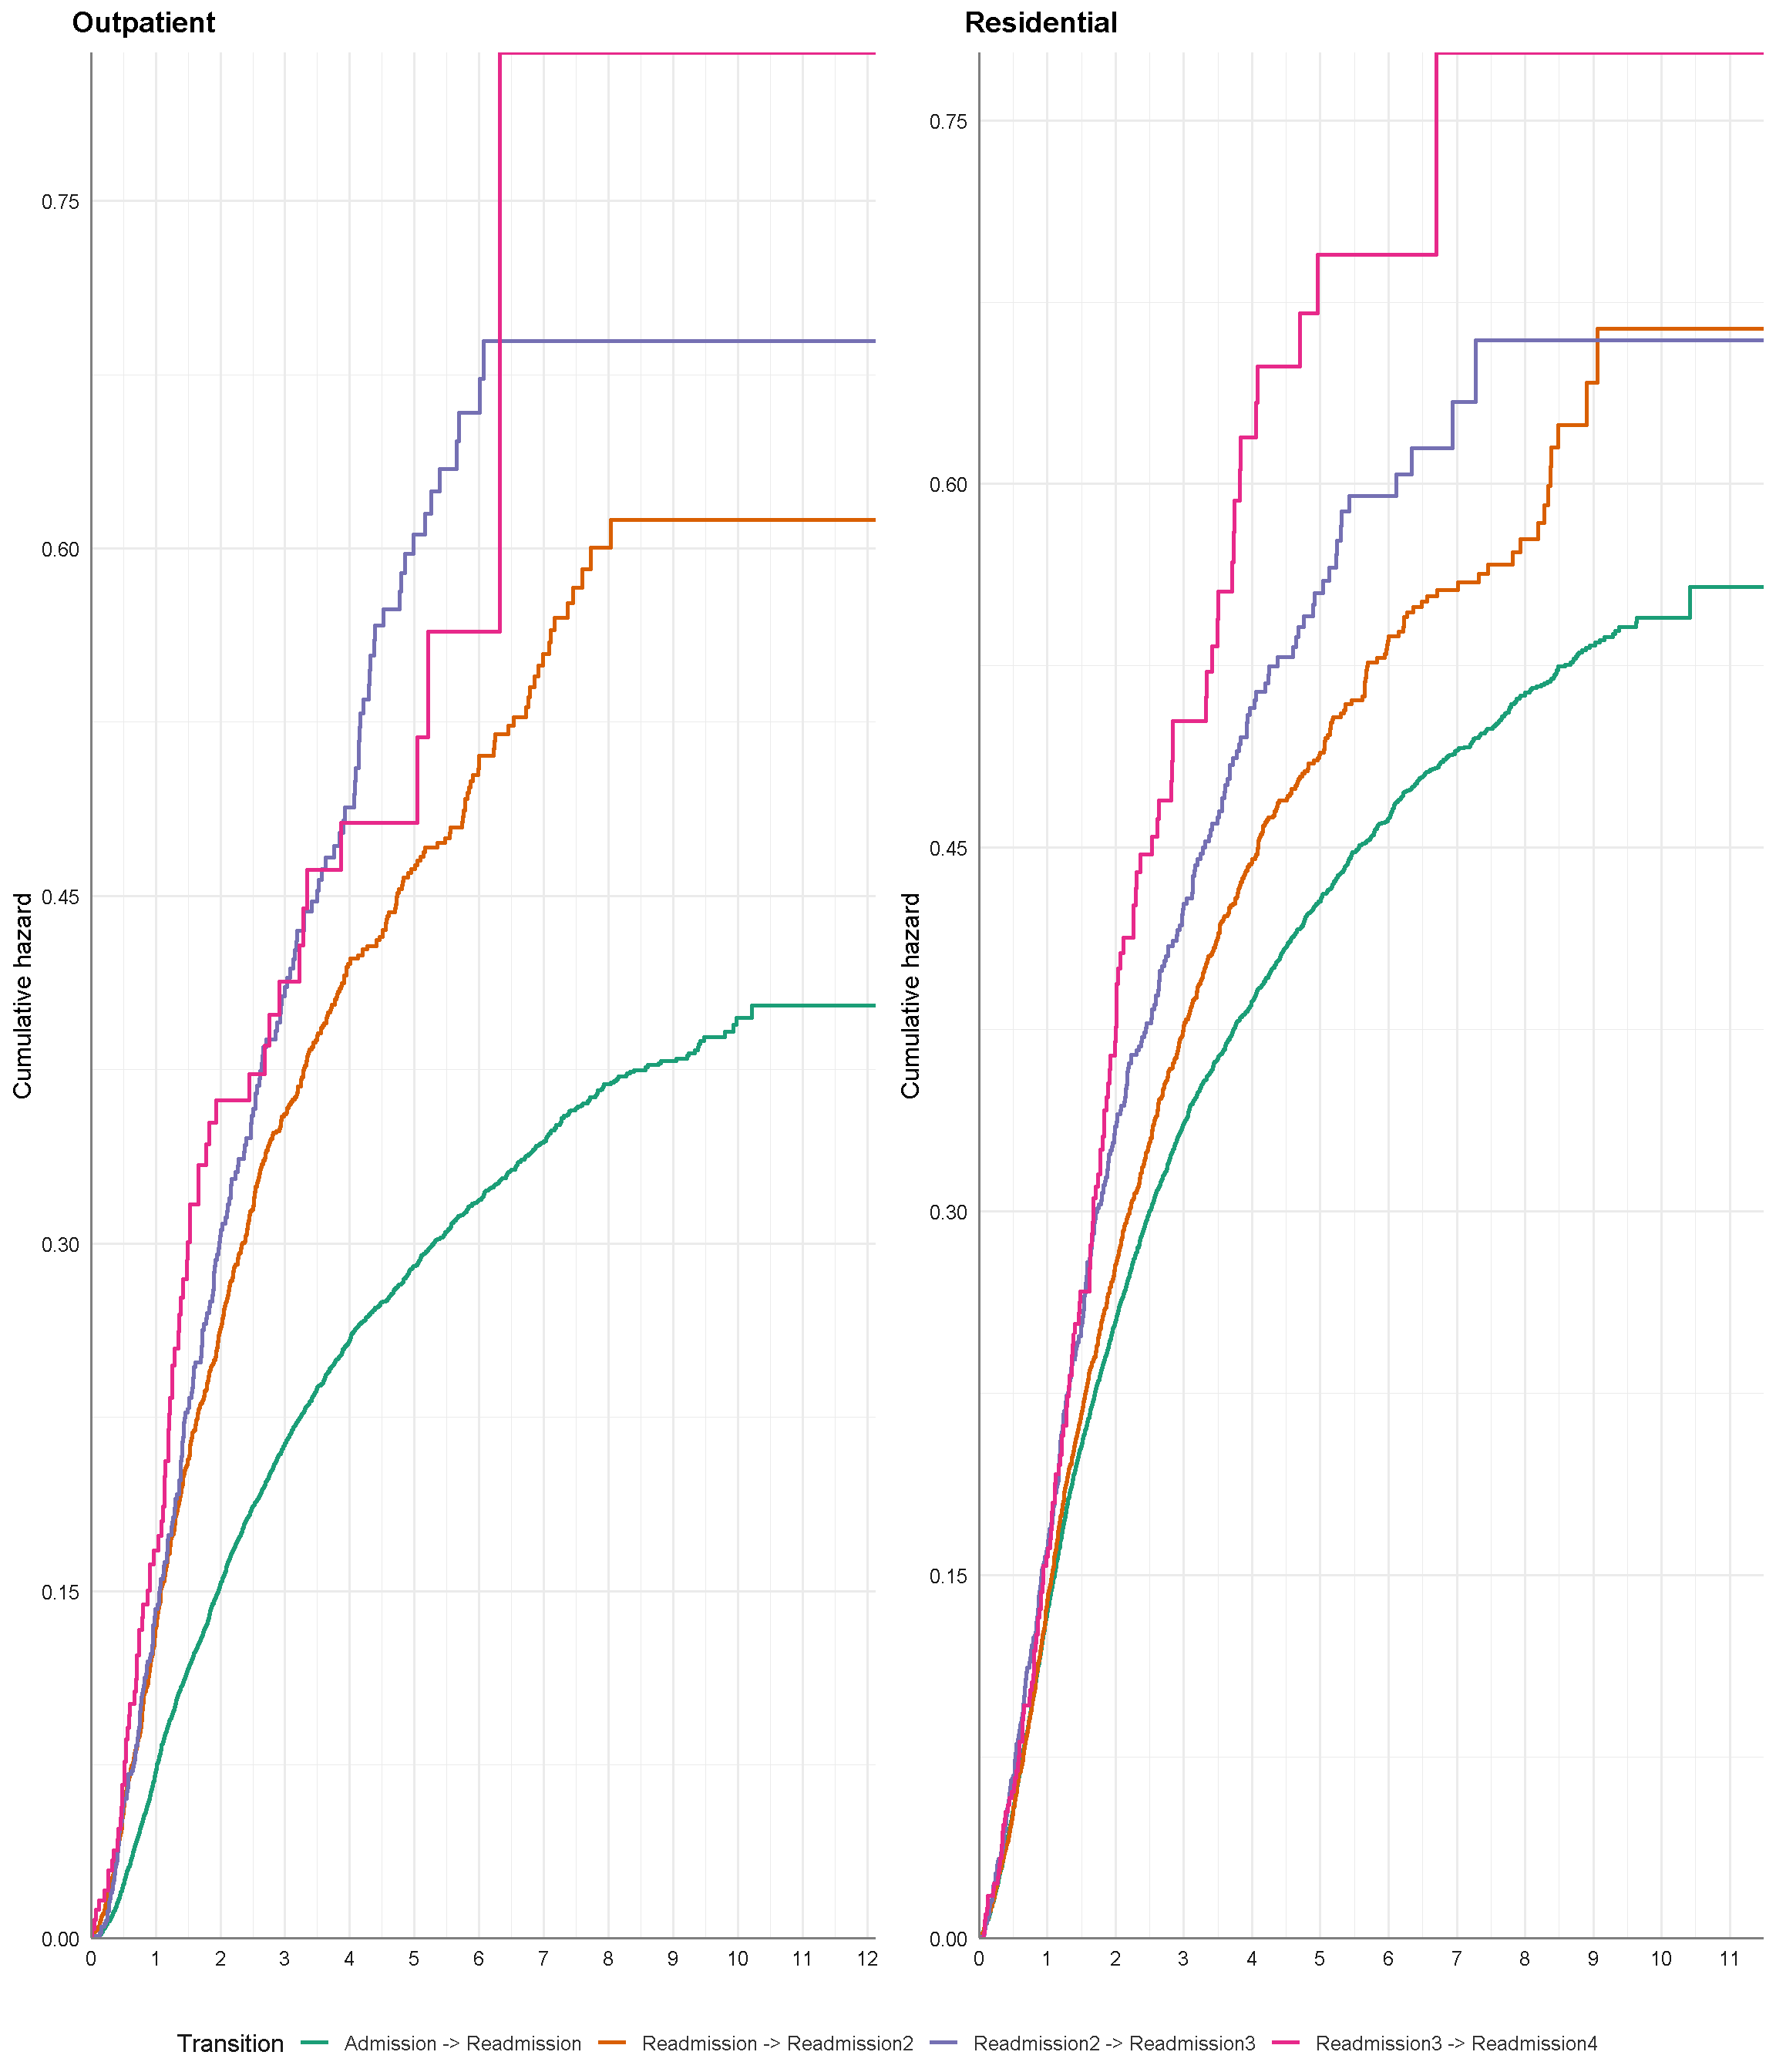 Outpatient
Cumulative hazard
0.75
0.60
0.45
0.30
0.15
0.00
0 1 2 3 4 5 6 7 8 9 10 11 12
Residential
Cumulative hazard
0.75
0.60
0.45
0.30
0.15
0.00
0 1 2 3 4 5 6 7 8 9 10 11
Transition Admission -> Readmission Readmission -> Readmission2 Readmission2 -> Readmission3 Readmission3 -> Readmission4